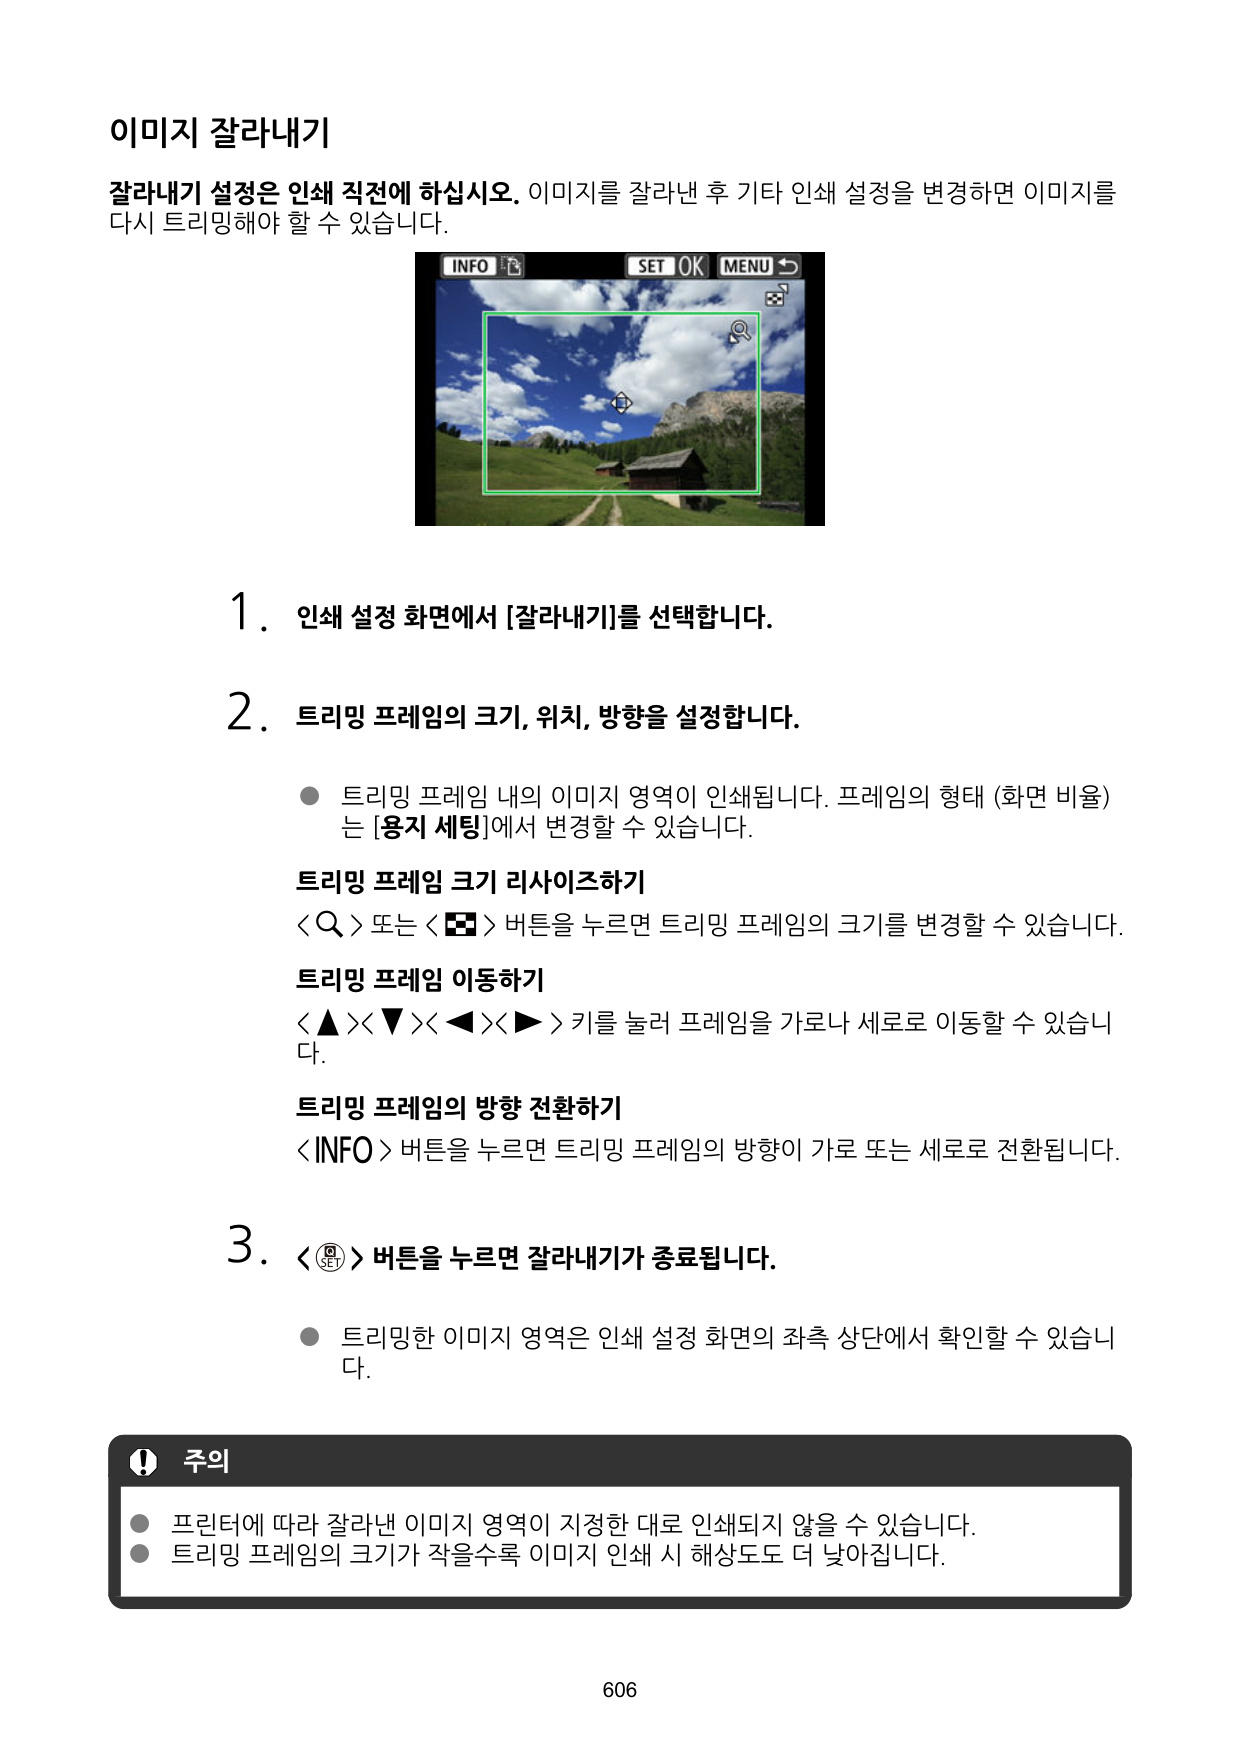 이미지 잘라내기
잘라내기 설정은 인쇄 직전에 하십시오. 이미지를 잘라낸 후 기타 인쇄 설정을 변경하면 이미지를
다시 트리밍해야 할 수 있습니다.
INFO SET OK MENU
1. 인쇄 설정 화면에서 [잘라내기]를 선택합니다.
2. 트리밍 프레임의 크기, 위치, 방향을 설정합니다.
● 트리밍 프레임 내의 이미지 영역이 인쇄됩니다. 프레임의 형태 (화면 비율)
는 [용지 세팅]에서 변경할 수 있습니다.
트리밍 프레임 크기 리사이즈하기
< > 또는 < > 버튼을 누르면 트리밍 프레임의 크기를 변경할 수 있습니다.
트리밍 프레임 이동하기
<▲><▼><◀><▶> 키를 눌러 프레임을 가로나 세로로 이동할 수 있습니
다.
트리밍 프레임의 방향 전환하기
<INFO> 버튼을 누르면 트리밍 프레임의 방향이 가로 또는 세로로 전환됩니다.
3. <Q SET> 버튼을 누르면 잘라내기가 종료됩니다.
● 트리밍한 이미지 영역은 인쇄 설정 화면의 좌측 상단에서 확인할 수 있습니
다.
주의
● 프린터에 따라 잘라낸 이미지 영역이 지정한 대로 인쇄되지 않을 수 있습니다.
● 트리밍 프레임의 크기가 작을수록 이미지 인쇄 시 해상도도 더 낮아집니다.
606